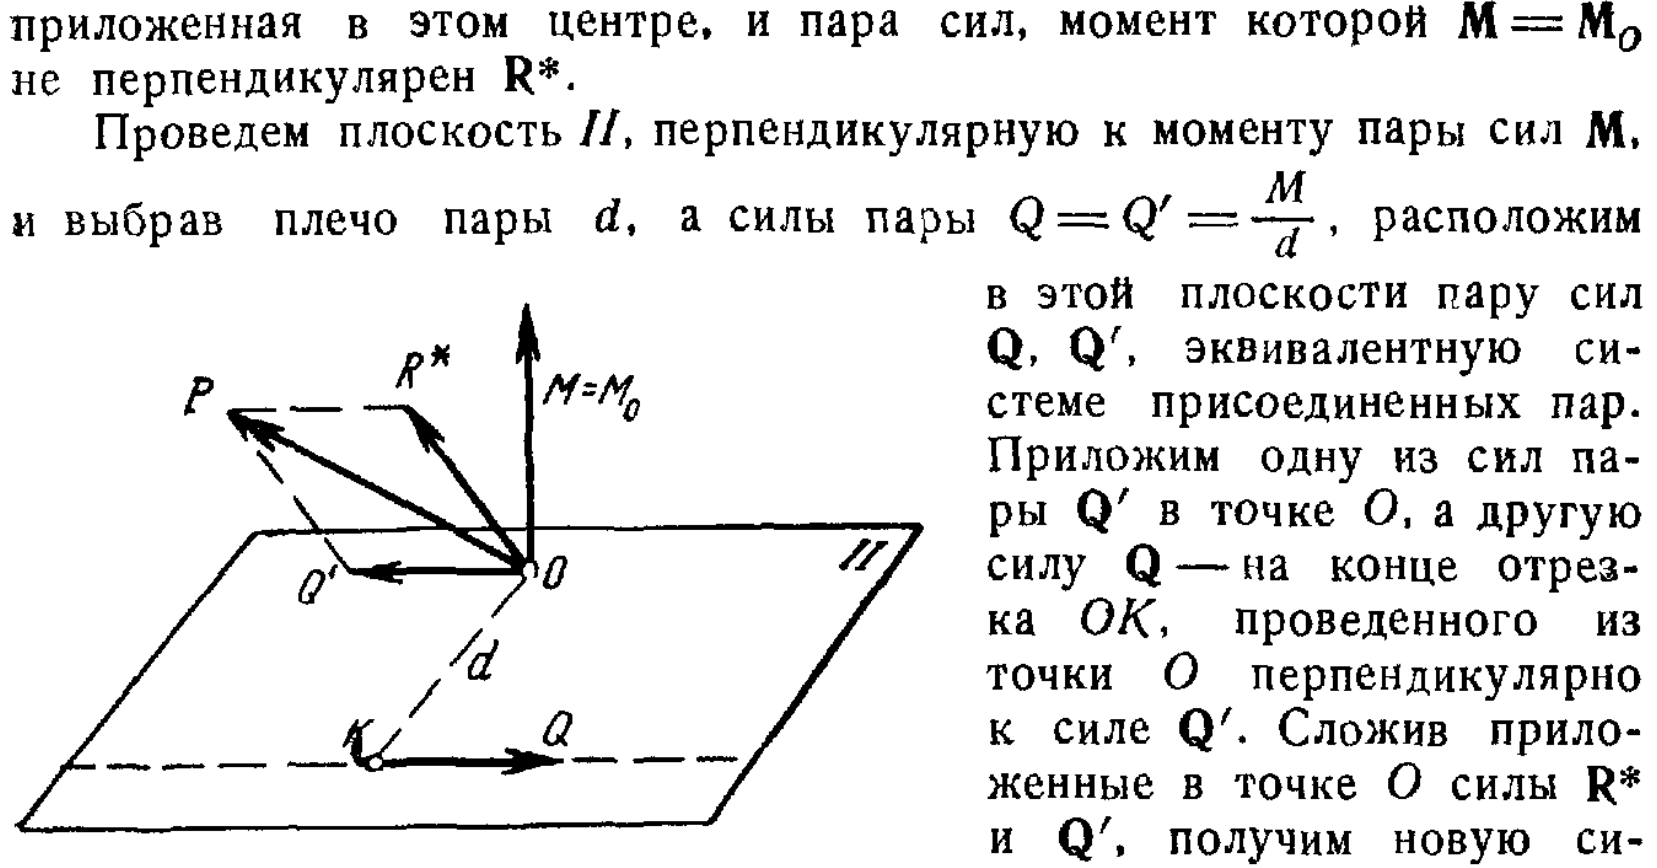 приложенная в этом центре, и пара сил, момент которой M = M_O
не перпендикулярен R*.
Проведем плоскость II, перпендикулярную к моменту пары сил M,
и выбрав плечо пары d, а силы пары Q = Q′ = M/d, расположим
в этой плоскости пару сил
Q, Q′, эквивалентную си-
стеме присоединенных пар.
Приложим одну из сил па-
ры Q′ в точке O, а другую
силу Q — на конце отрез-
ка OK, проведенного из
точки O перпендикулярно
к силе Q′. Сложив прило-
женные в точке O силы R*
и Q′, получим новую си-
P
R*
M=M₀
II
Q'
O
d
K
Q